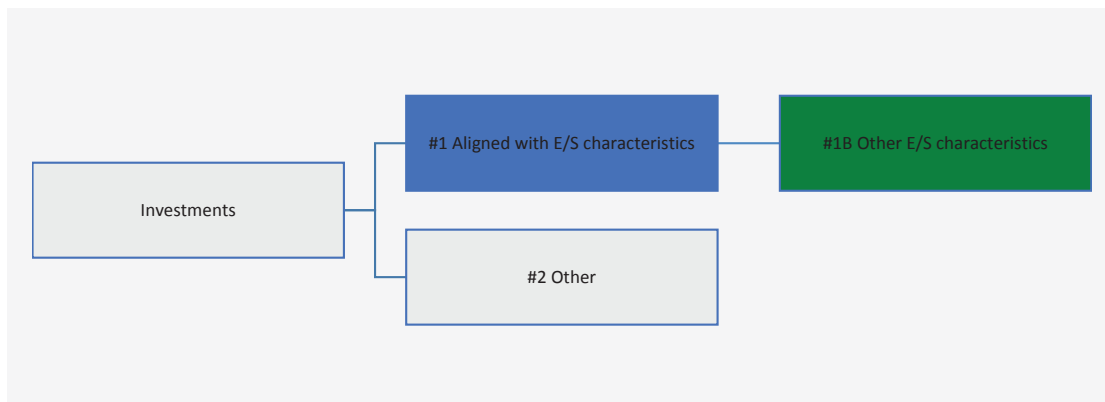 #1 Aligned with E/S characteristics
#1B Other E/S characteristics
Investments
#2 Other